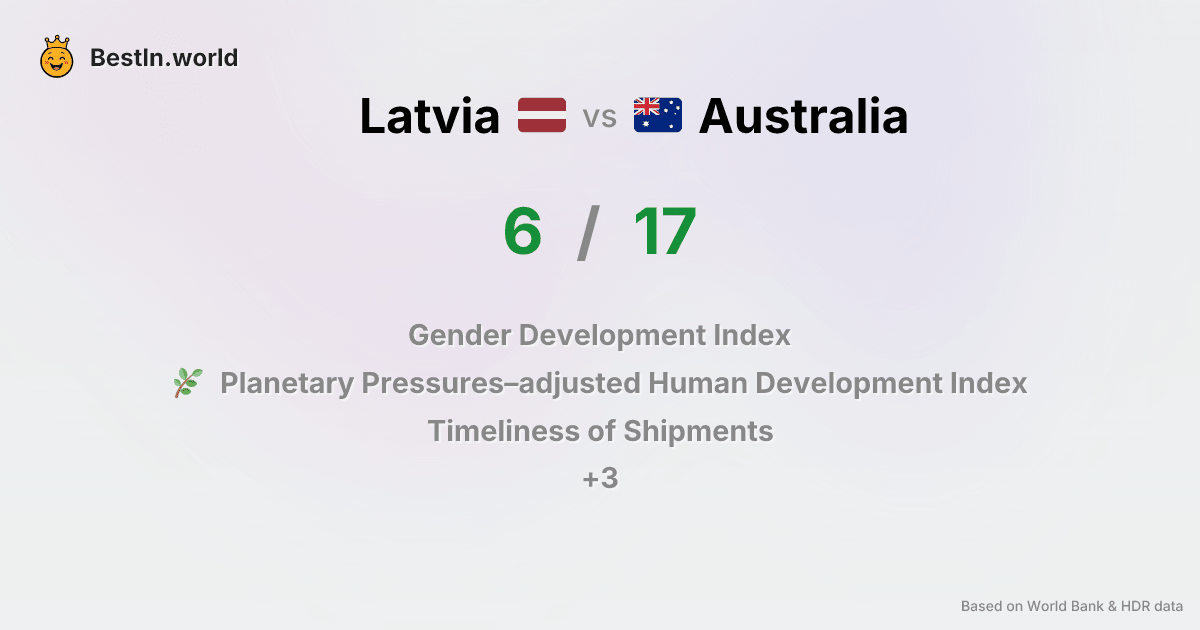 BestIn.world
Latvia vs Australia
6 / 17
Gender Development Index
Planetary Pressures–adjusted Human Development Index
Timeliness of Shipments
+3
Based on World Bank & HDR data